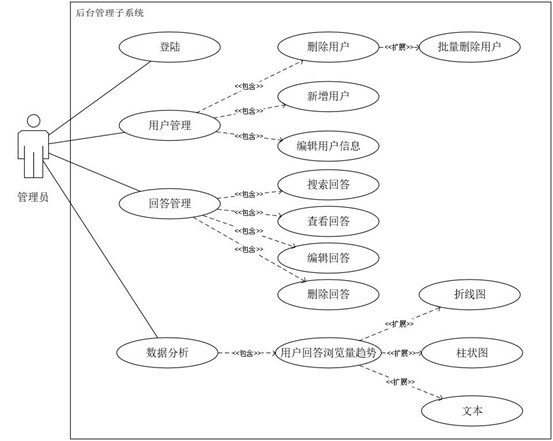 后台管理子系统
登陆
删除用户
<<扩展>>
批量删除用户
<<包含>>
新增用户
<<包含>>
用户管理
<<包含>>
编辑用户信息
管理员
搜索回答
<<包含>>
回答管理
<<包含>>
查看回答
<<包含>>
<<包含>>
编辑回答
删除回答
折线图
<<扩展>>
数据分析
<<包含>>
用户回答浏览量趋势
<<扩展>>
柱状图
<<扩展>>
文本